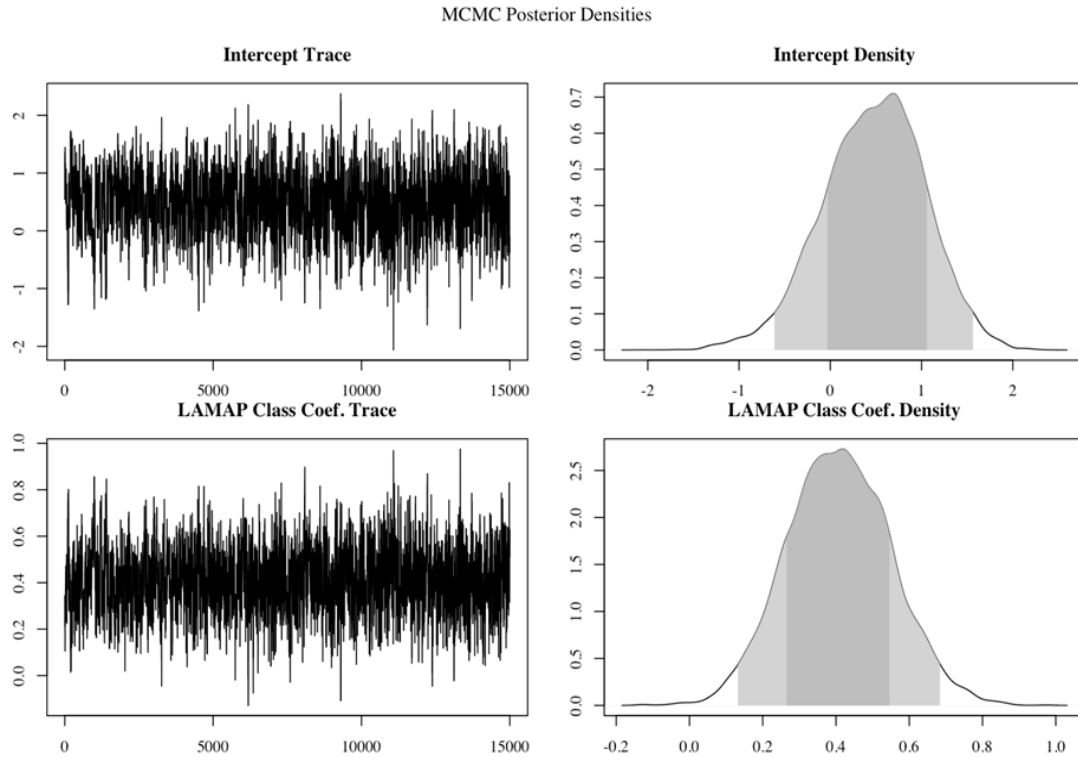 MCMC Posterior Densities
Intercept Trace
2
1
0
-1
-2
0 5000 10000 15000
Intercept Density
0.7
0.6
0.5
0.4
0.3
0.2
0.1
0.0
-2 -1 0 1 2
LAMAP Class Coef. Trace
1.0
0.8
0.6
0.4
0.2
0.0
0 5000 10000 15000
LAMAP Class Coef. Density
2.5
2.0
1.5
1.0
0.5
0.0
-0.2 0.0 0.2 0.4 0.6 0.8 1.0